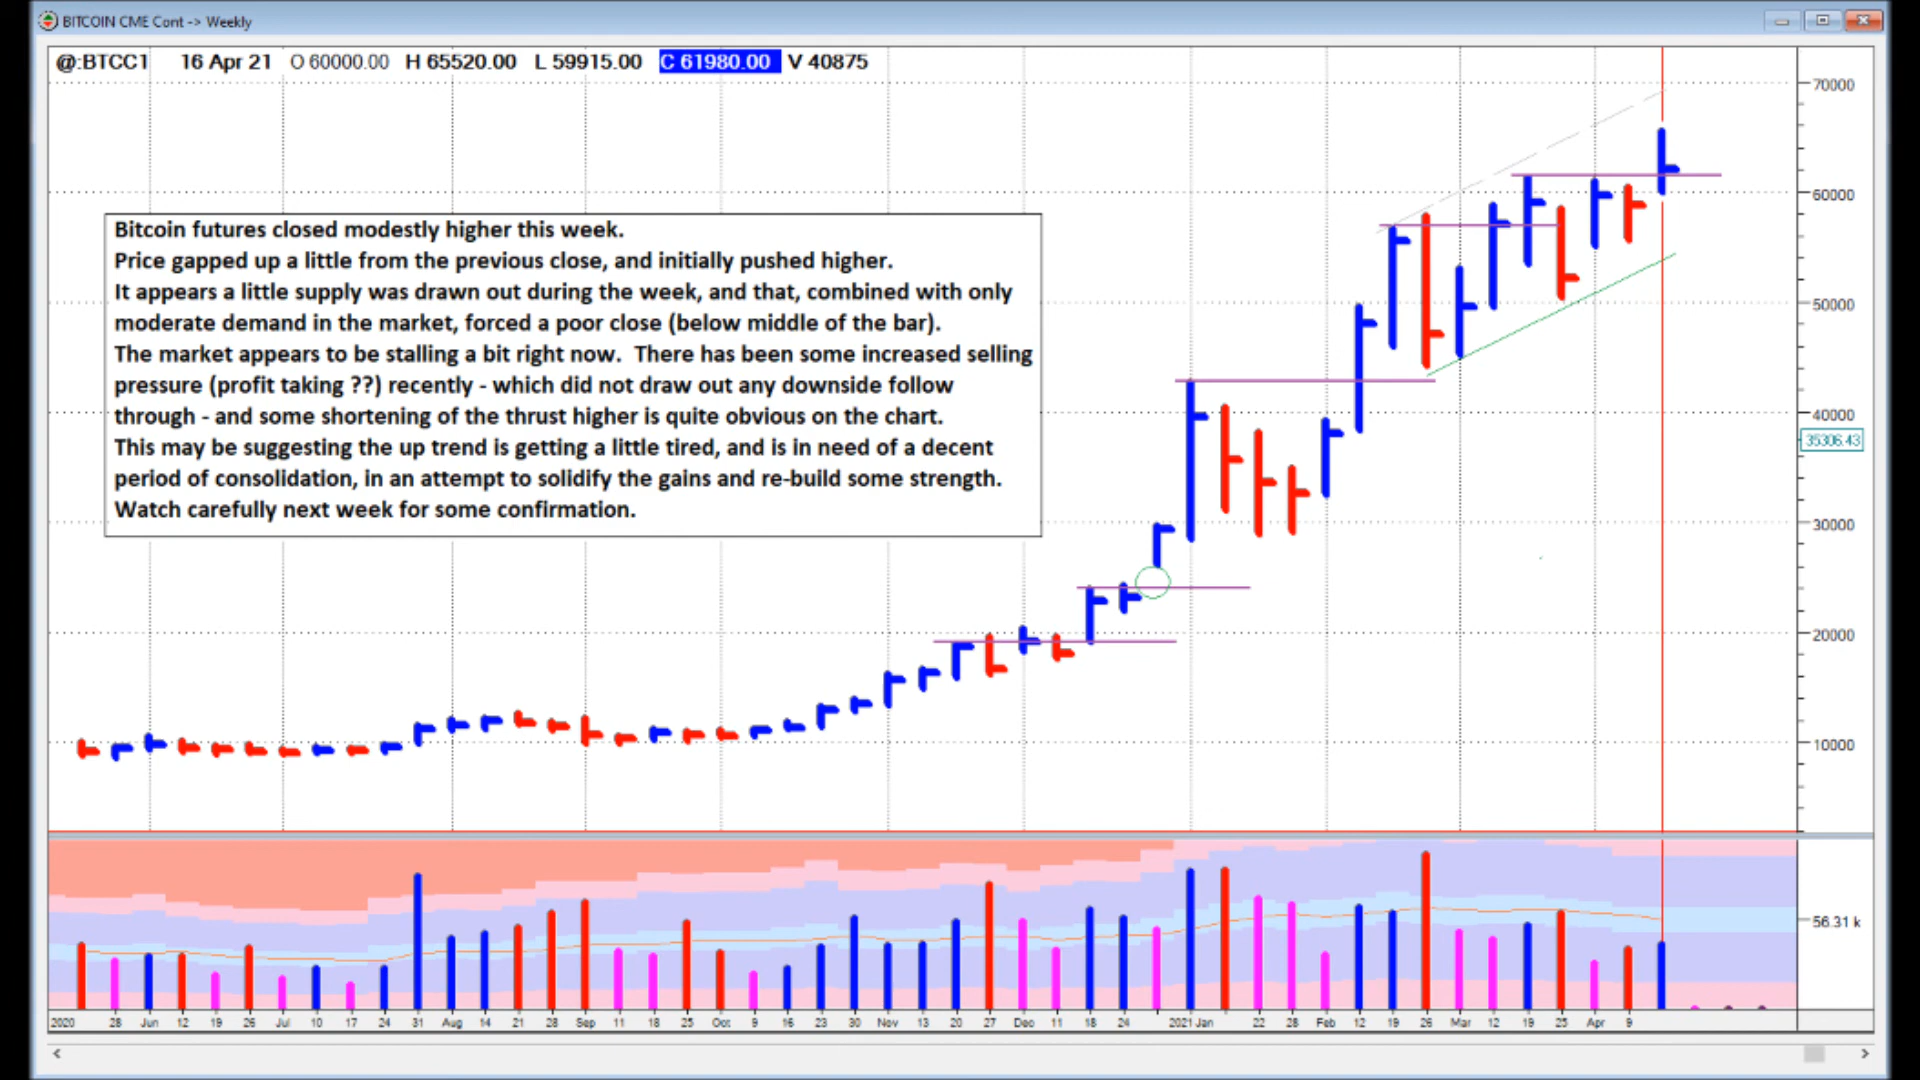 BITCOIN CME Cont -> Weekly
@:BTCC1 16 Apr 21 O 60000.00 H 65520.00 L 59915.00 C 61980.00 V 40875
70000
60000
Bitcoin futures closed modestly higher this week.
Price gapped up a little from the previous close, and initially pushed higher.
It appears a little supply was drawn out during the week, and that, combined with only
moderate demand in the market, forced a poor close (below middle of the bar).
The market appears to be stalling a bit right now. There has been some increased selling
pressure (profit taking ??) recently - which did not draw out any downside follow
through - and some shortening of the thrust higher is quite obvious on the chart.
This may be suggesting the up trend is getting a little tired, and is in need of a decent
period of consolidation, in an attempt to solidify the gains and re-build some strength.
Watch carefully next week for some confirmation.
50000
40000
35306.43
30000
20000
10000
56.31 k
2020 28 Jun 12 19 26 Jul 10 17 24 31 Aug 14 21 28 Sep 11 18 25 Oct 9 16 23 30 Nov 13 20 27 Dec 11 18 24 2021 Jan 22 28 Feb 12 19 26 Mar 12 19 25 Apr 9